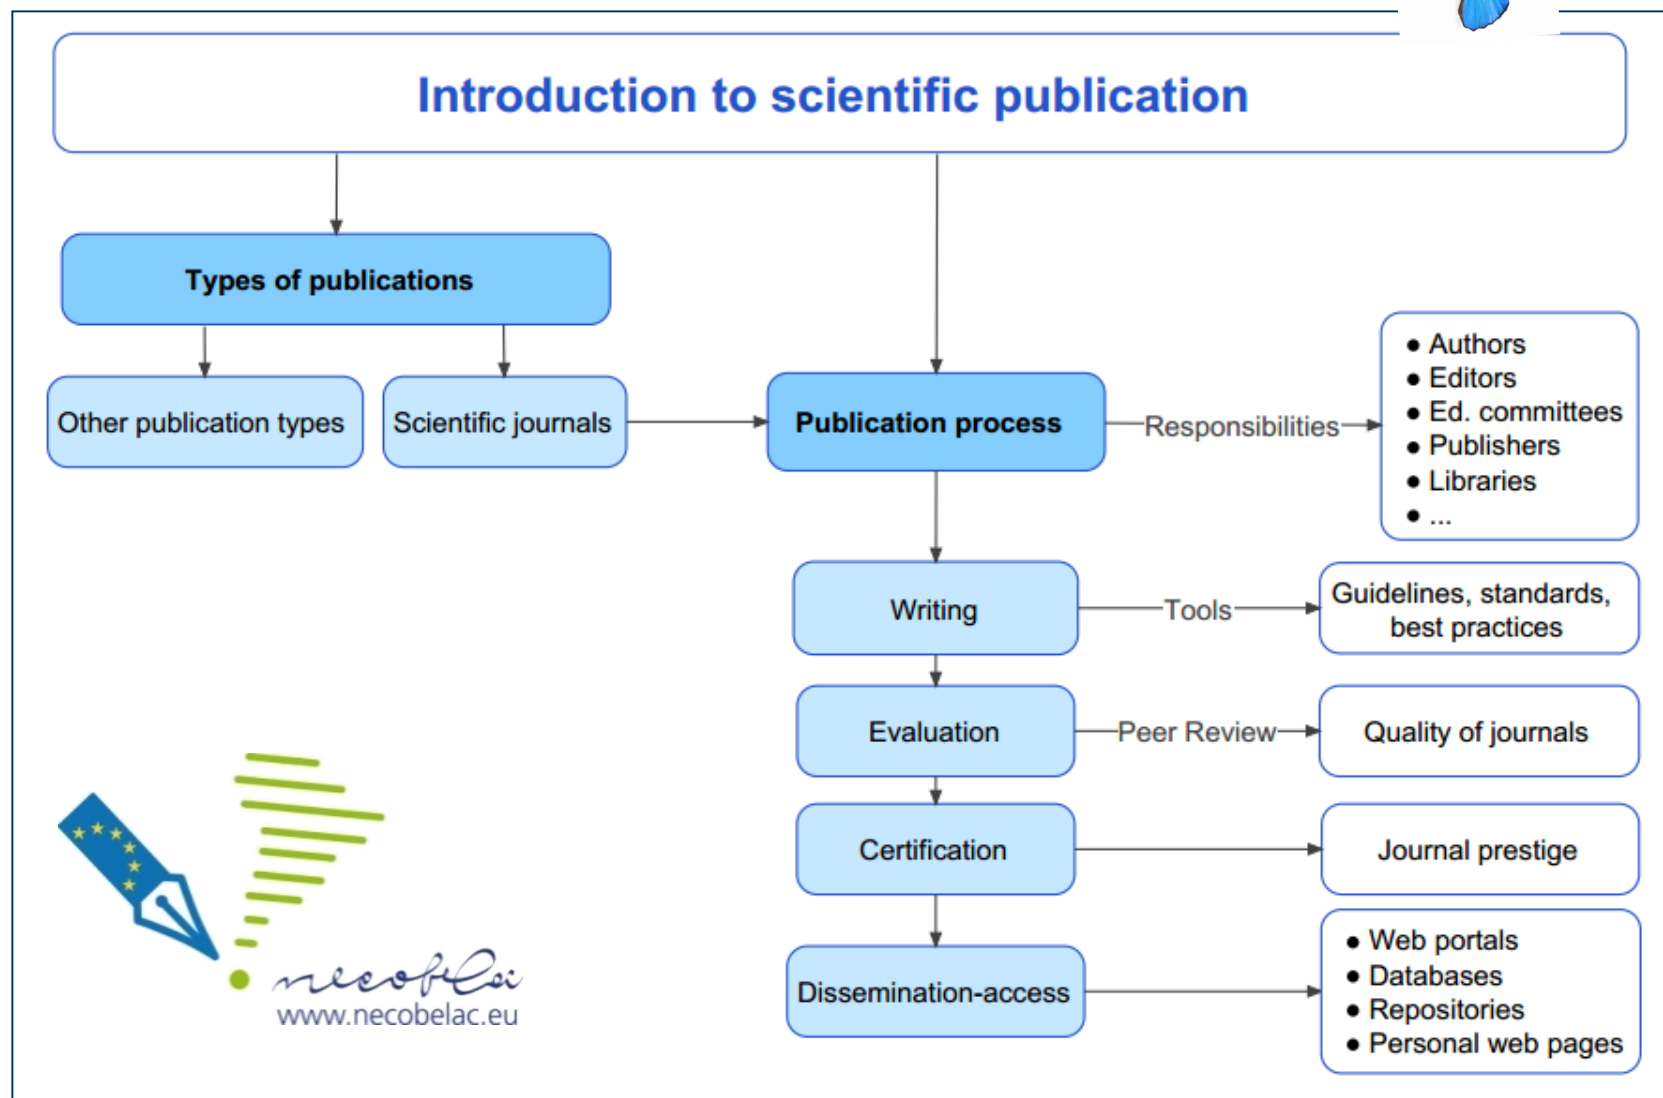 Introduction to scientific publication
Types of publications
Other publication types
Scientific journals
Publication process
Responsibilities
● Authors
● Editors
● Ed. committees
● Publishers
● Libraries
● ...
Writing
Tools
Guidelines, standards,
best practices
Evaluation
Peer Review
Quality of journals
Certification
Journal prestige
Dissemination-access
● Web portals
● Databases
● Repositories
● Personal web pages
necobelac
www.necobelac.eu